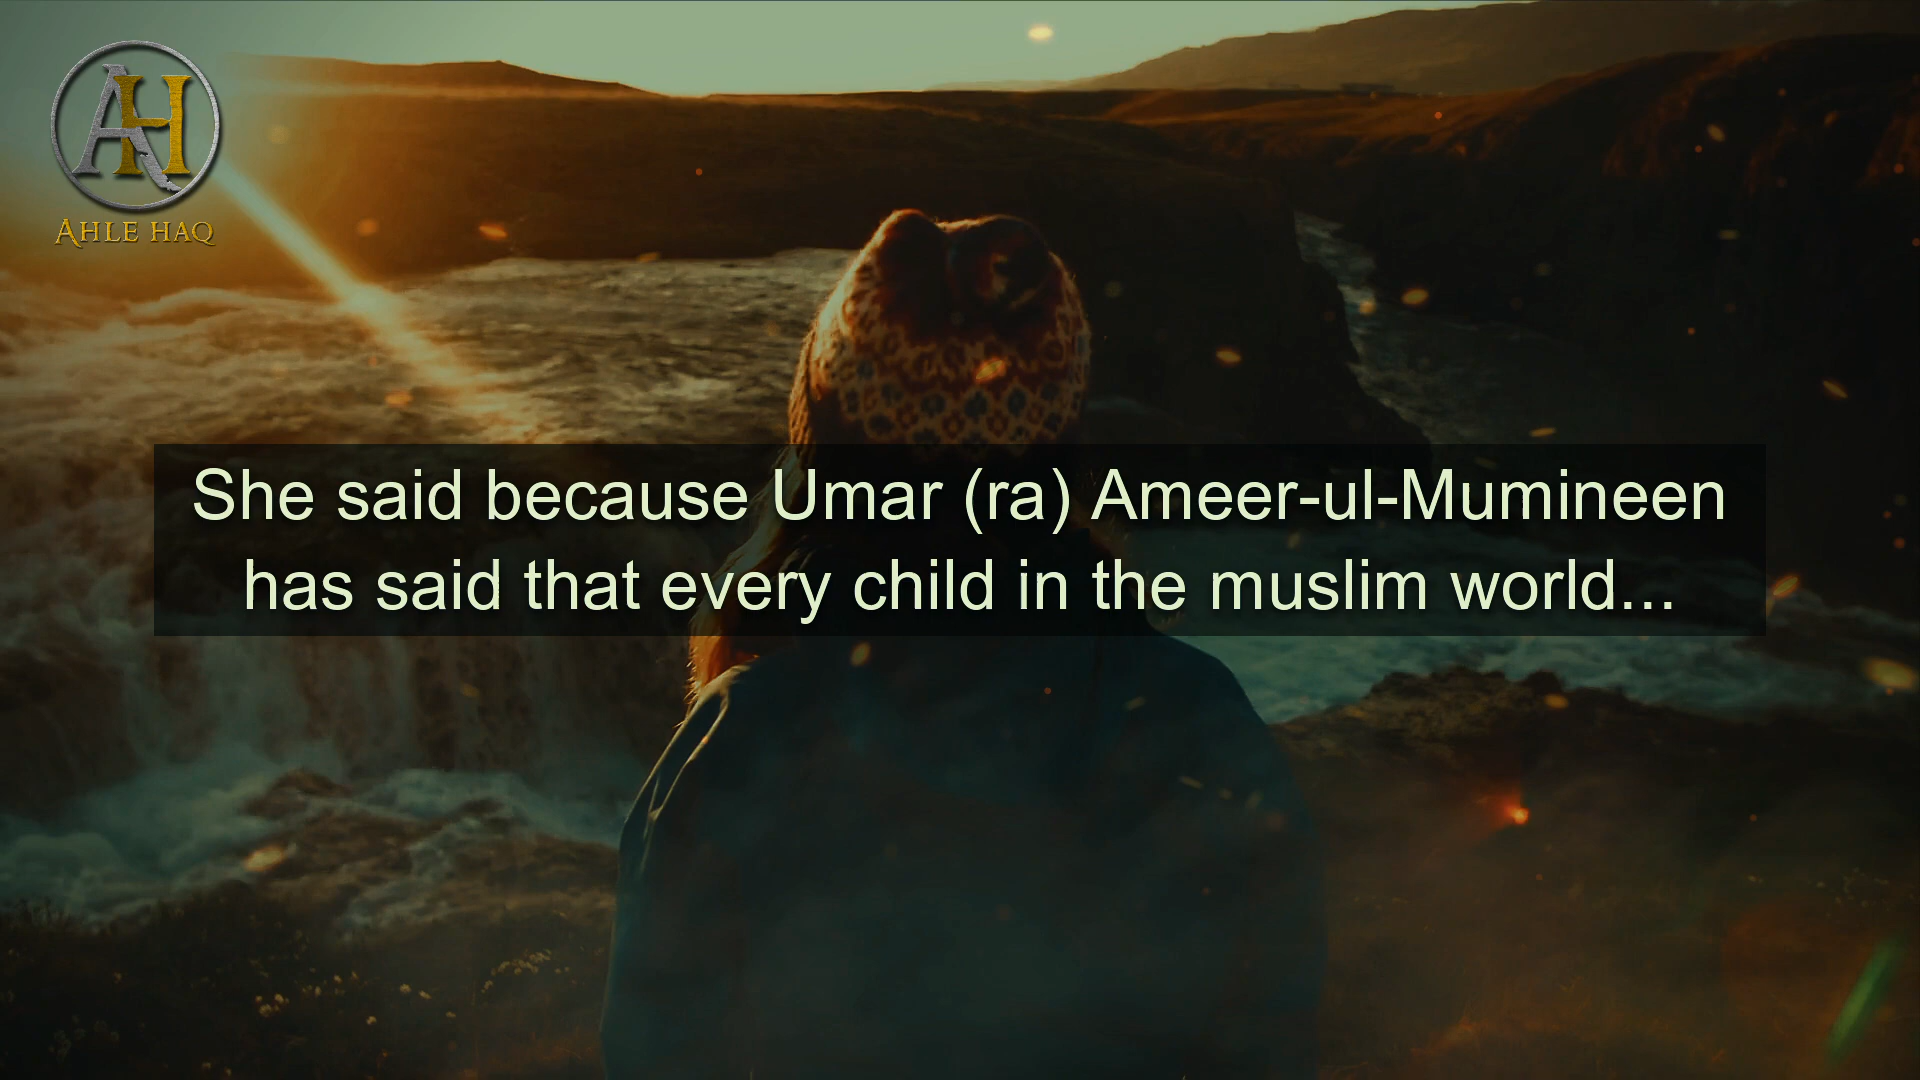 AH
AHLE HAQ
She said because Umar (ra) Ameer-ul-Mumineen
has said that every child in the muslim world...